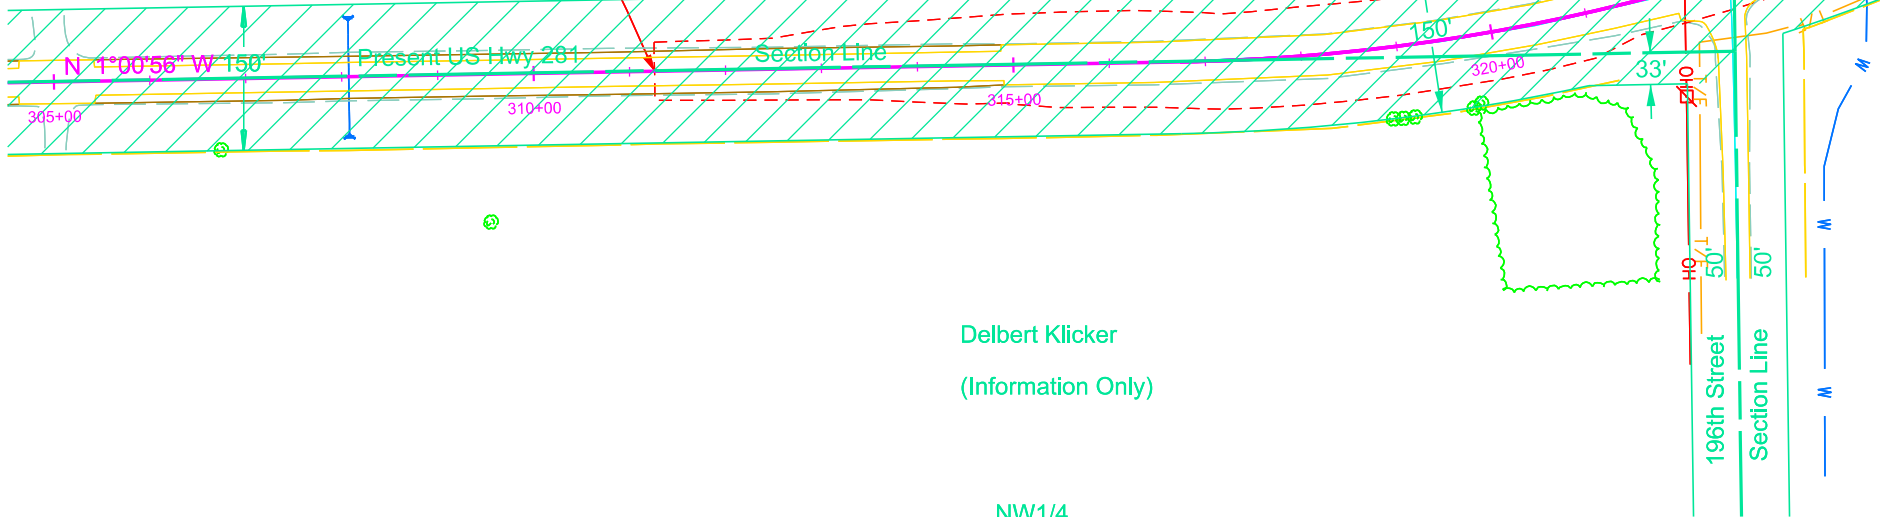 N 1°00'56" W
150'
Present US Hwy 281
Section Line
150'
33'
305+00
310+00
315+00
320+00
OH
T/F
OH
T/F
50'
50'
W
W
W
Delbert Klicker
(Information Only)
196th Street
Section Line
NW1/4